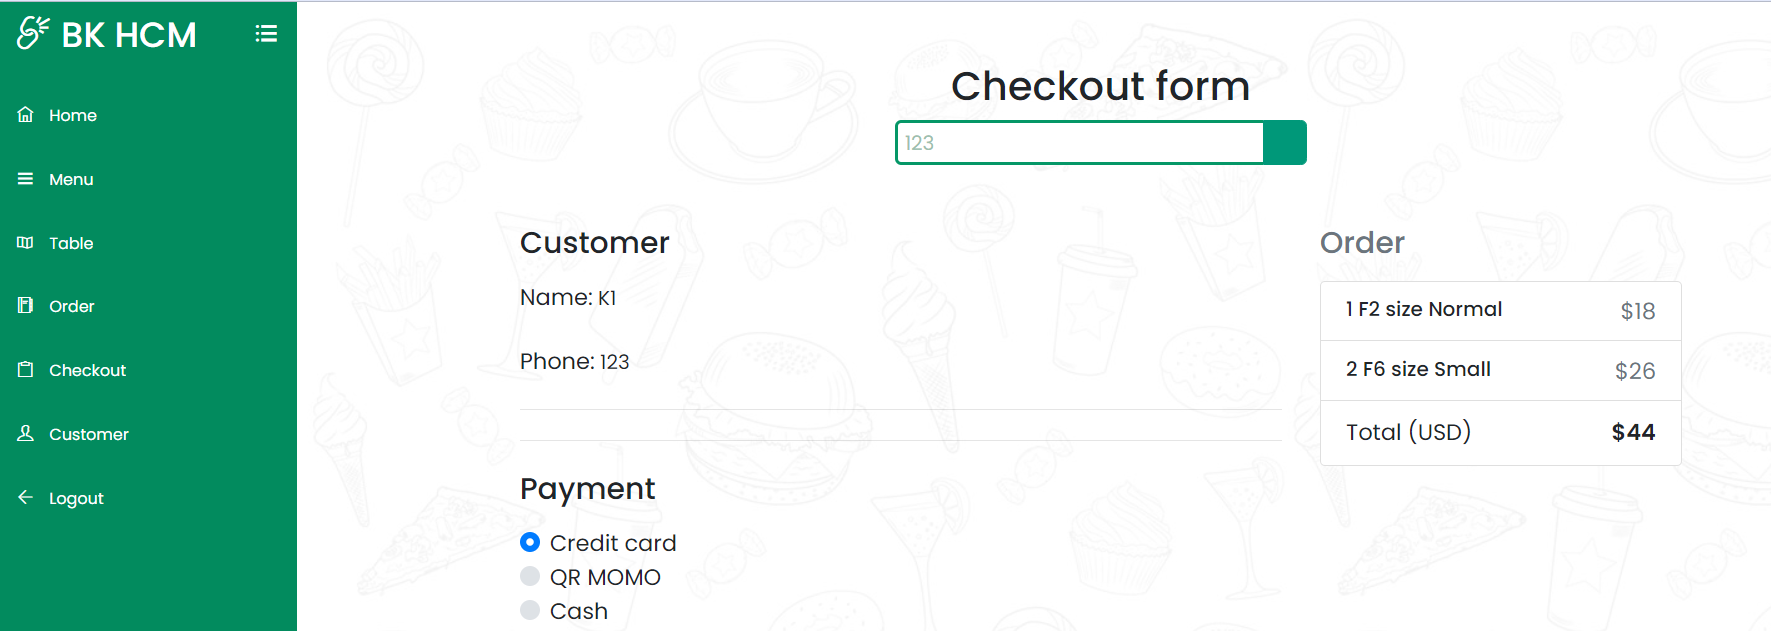 BK HCM
Home
Menu
Table
Order
Checkout
Customer
Logout
Checkout form
123
Customer
Name: K1
Phone: 123
Payment
Credit card
QR MOMO
Cash
Order
1 F2 size Normal $18
2 F6 size Small $26
Total (USD) $44